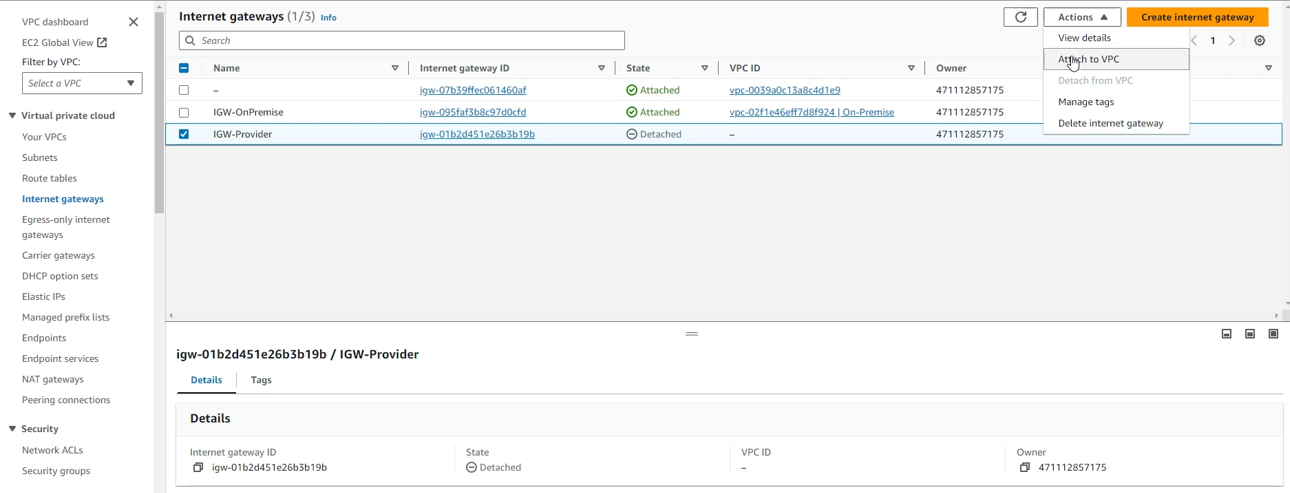 VPC dashboard
EC2 Global View
Filter by VPC:
Select a VPC
Virtual private cloud
Your VPCs
Subnets
Route tables
Internet gateways
Egress-only internet
gateways
Carrier gateways
DHCP option sets
Elastic IPs
Managed prefix lists
Endpoints
Endpoint services
NAT gateways
Peering connections
Security
Network ACLs
Security groups
Internet gateways (1/3) Info
Actions
Create internet gateway
Search
1
View details
Attach to VPC
Detach from VPC
Manage tags
Delete internet gateway
Name Internet gateway ID State VPC ID Owner
– igw-07b39ffec061460af Attached vpc-0039a0c13a8c4d1e9 471112857175
IGW-OnPremise igw-095faf3b8c97d0cfd Attached vpc-02f1e46eff7d8f924 | On-Premise 471112857175
IGW-Provider igw-01b2d451e26b3b19b Detached – 471112857175
igw-01b2d451e26b3b19b / IGW-Provider
Details Tags
Details
Internet gateway ID State VPC ID Owner
igw-01b2d451e26b3b19b Detached – 471112857175